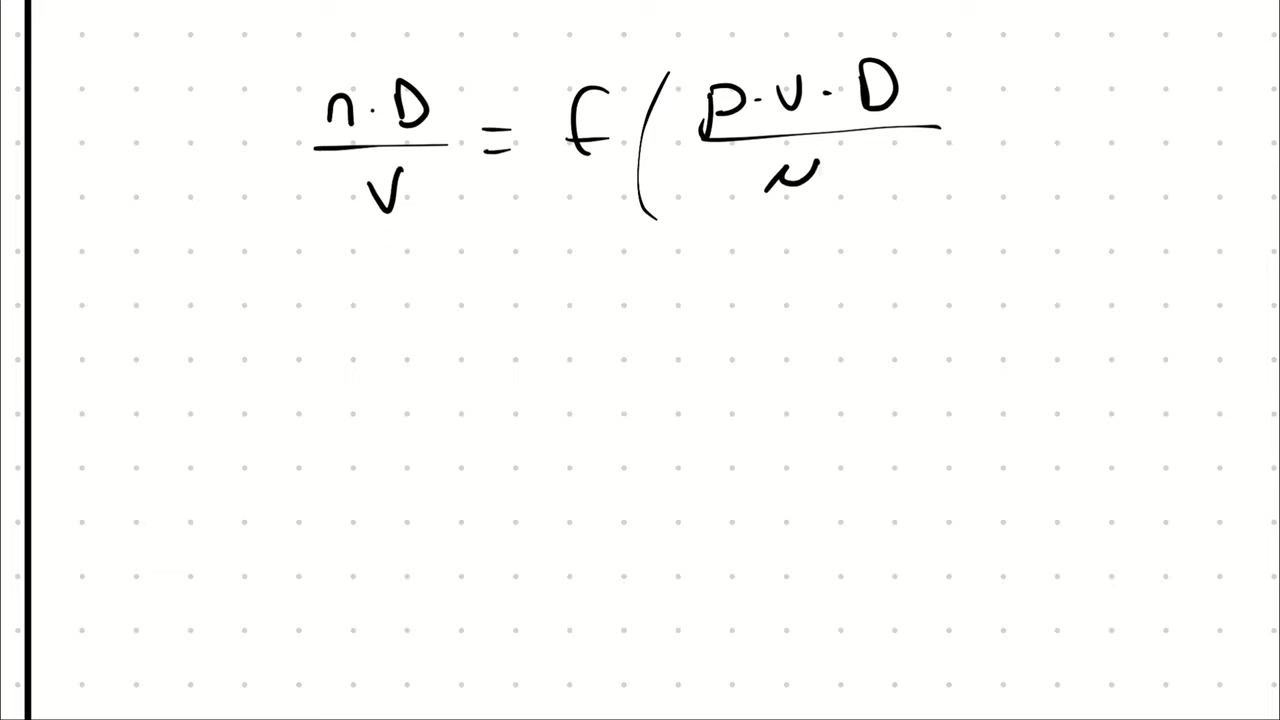 n · D / V = f ( ρ · V · D / μ